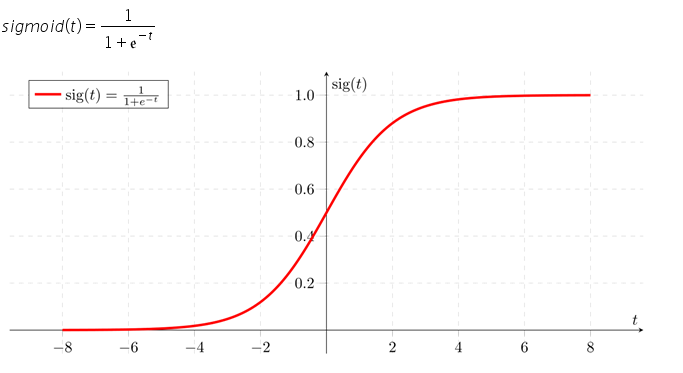 sigmoid(t) = 1 / (1 + e^-t)
sig(t)
sig(t) = 1 / (1+e^-t)
1.0
0.8
0.6
0.4
0.2
t
−8 −6 −4 −2 2 4 6 8